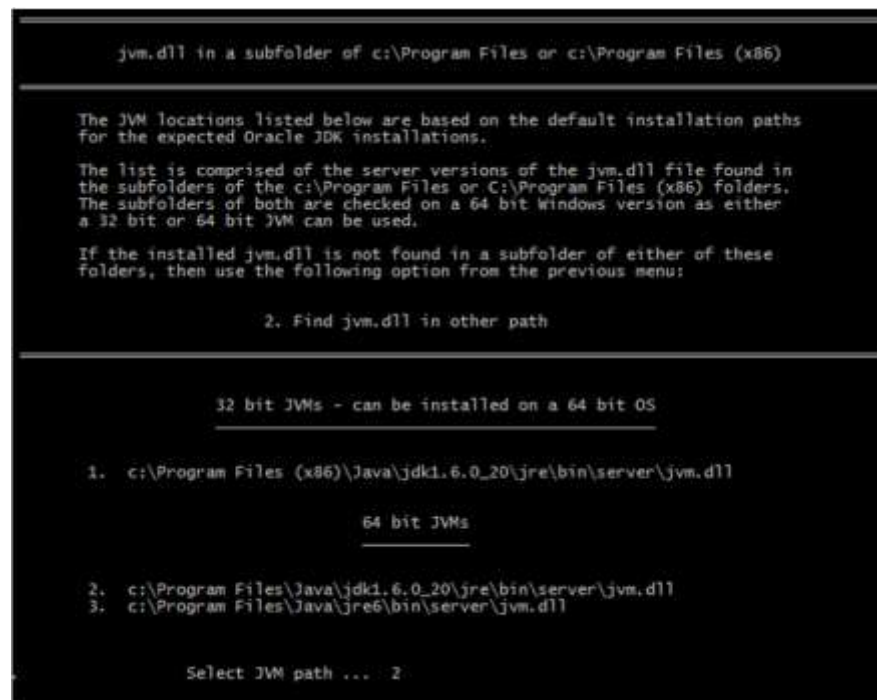 jvm.dll in a subfolder of c:\Program Files or c:\Program Files (x86)
The JVM locations listed below are based on the default installation paths
for the expected Oracle JDK installations.
The list is comprised of the server versions of the jvm.dll file found in
the subfolders of the c:\Program Files or C:\Program Files (x86) folders.
The subfolders of both are checked on a 64 bit Windows version as either
a 32 bit or 64 bit JVM can be used.
If the installed jvm.dll is not found in a subfolder of either of these
folders, then use the following option from the previous menu:
2. Find jvm.dll in other path
32 bit JVMs - can be installed on a 64 bit OS
1. c:\Program Files (x86)\Java\jdk1.6.0_20\jre\bin\server\jvm.dll
64 bit JVMs
2. c:\Program Files\Java\jdk1.6.0_20\jre\bin\server\jvm.dll
3. c:\Program Files\Java\jre6\bin\server\jvm.dll
Select JVM path ... 2